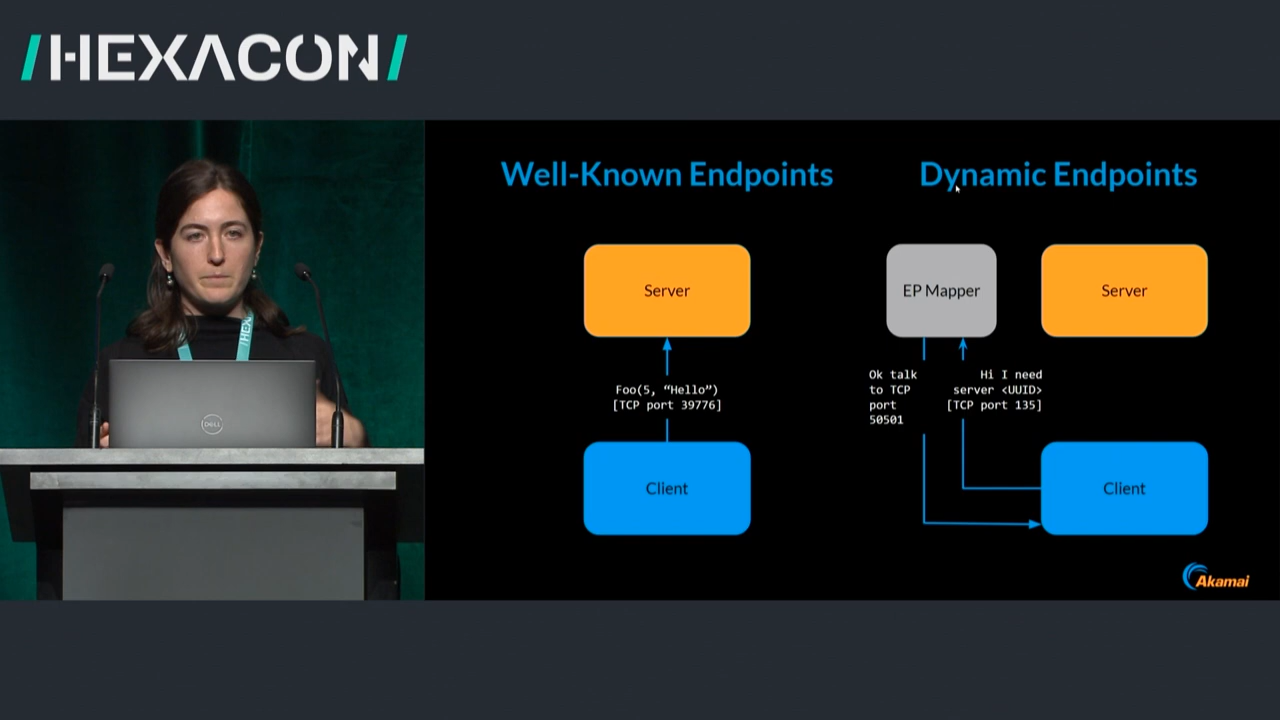 /HEXACON/
Well-Known Endpoints
Dynamic Endpoints
Server
EP Mapper
Server
Foo(5, “Hello”)
[TCP port 39776]
Ok talk
to TCP
port
50501
Hi I need
server <UUID>
[TCP port 135]
Client
Client
Akamai
DELL
/HEX